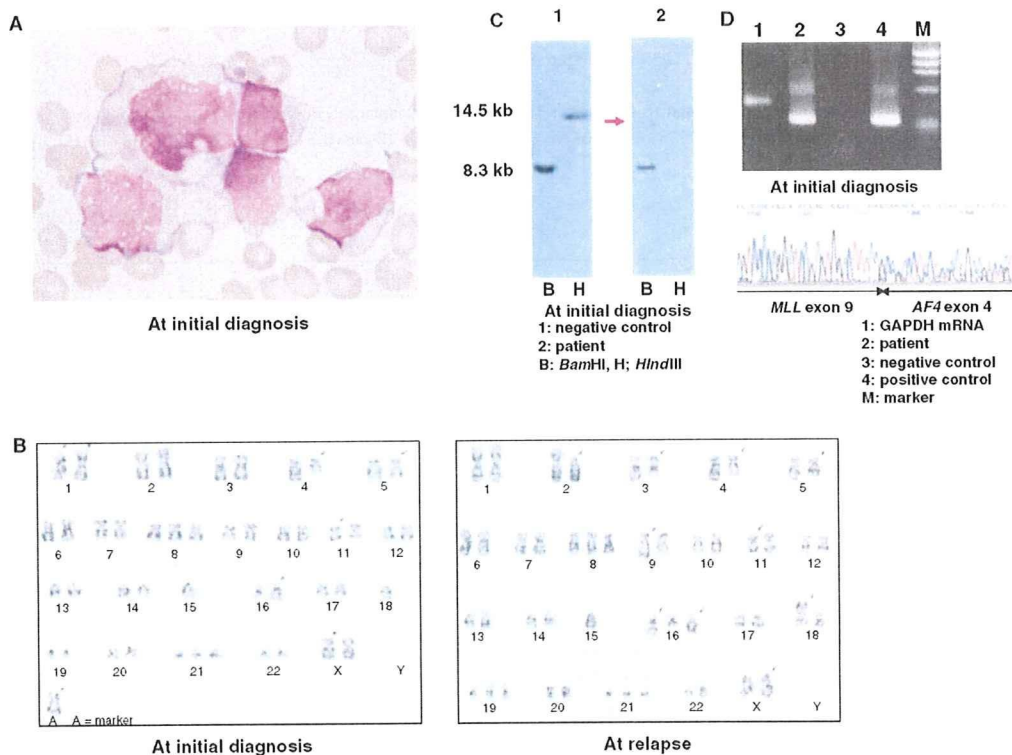 A
At initial diagnosis
C
1 2
14.5 kb
8.3 kb
B H B H
At initial diagnosis
1: negative control
2: patient
B: BamHI, H; HIndIII
D
1 2 3 4 M
At initial diagnosis
MLL exon 9 AF4 exon 4
1: GAPDH mRNA
2: patient
3: negative control
4: positive control
M: marker
B
1 2 3 4 5
6 7 8 9 10 11 12
13 14 15 16 17 18
19 20 21 22 X Y
A A = marker
At initial diagnosis
1 2 3 4 5
6 7 8 9 10 11 12
13 14 15 16 17 18
19 20 21 22 X Y
At relapse